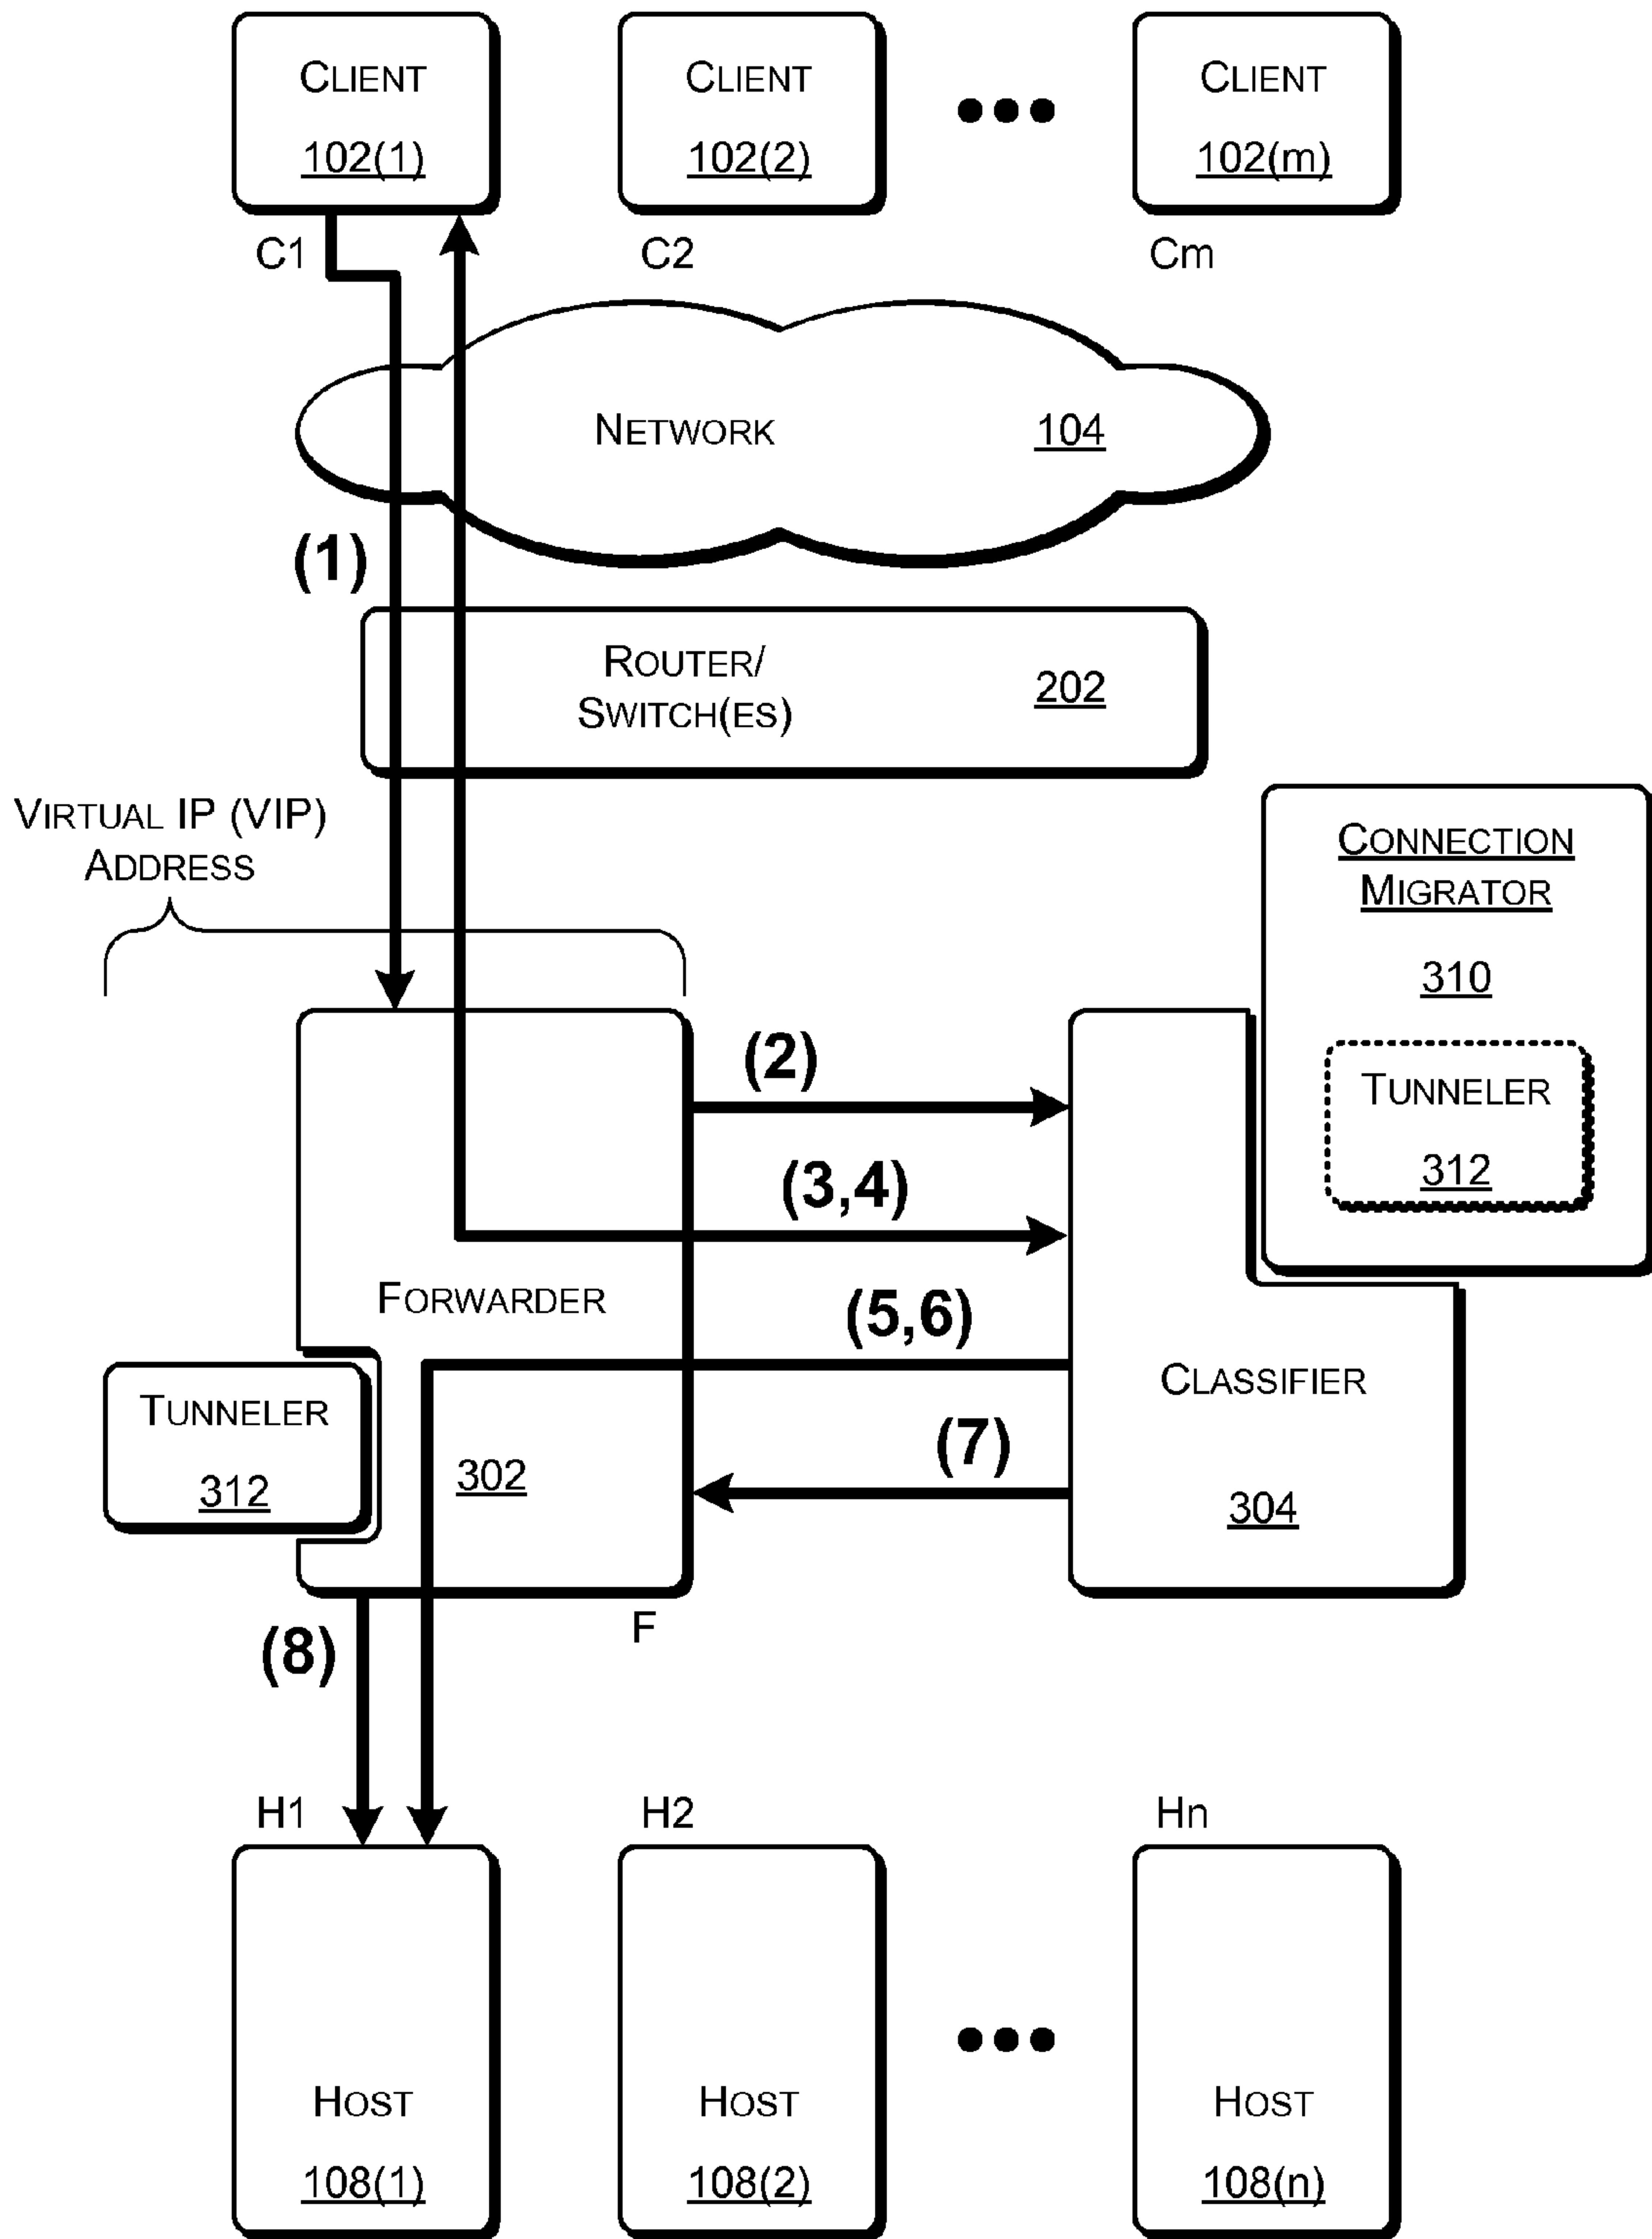 CLIENT
102(1)
CLIENT
102(2)
CLIENT
102(m)
C1
C2
Cm
NETWORK
104
(1)
ROUTER/
SWITCH(ES)
202
VIRTUAL IP (VIP)
ADDRESS
CONNECTION
MIGRATOR
310
TUNNELER
312
(2)
(3,4)
FORWARDER
(5,6)
CLASSIFIER
TUNNELER
312
302
(7)
304
F
(8)
H1
H2
Hn
HOST
108(1)
HOST
108(2)
HOST
108(n)